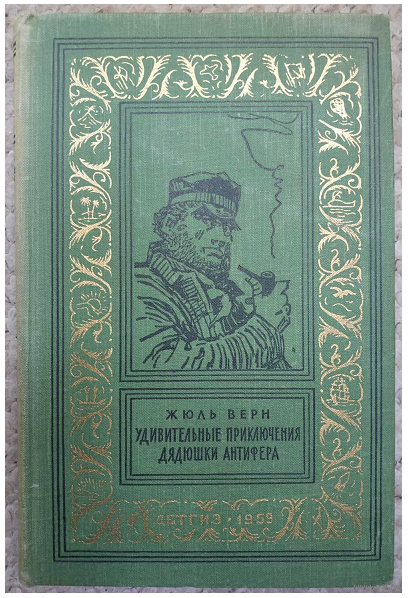 ЖЮЛЬ ВЕРН
УДИВИТЕЛЬНЫЕ ПРИКЛЮЧЕНИЯ
ДЯДЮШКИ АНТИФЕРА
ДЕТГИЗ · 1959